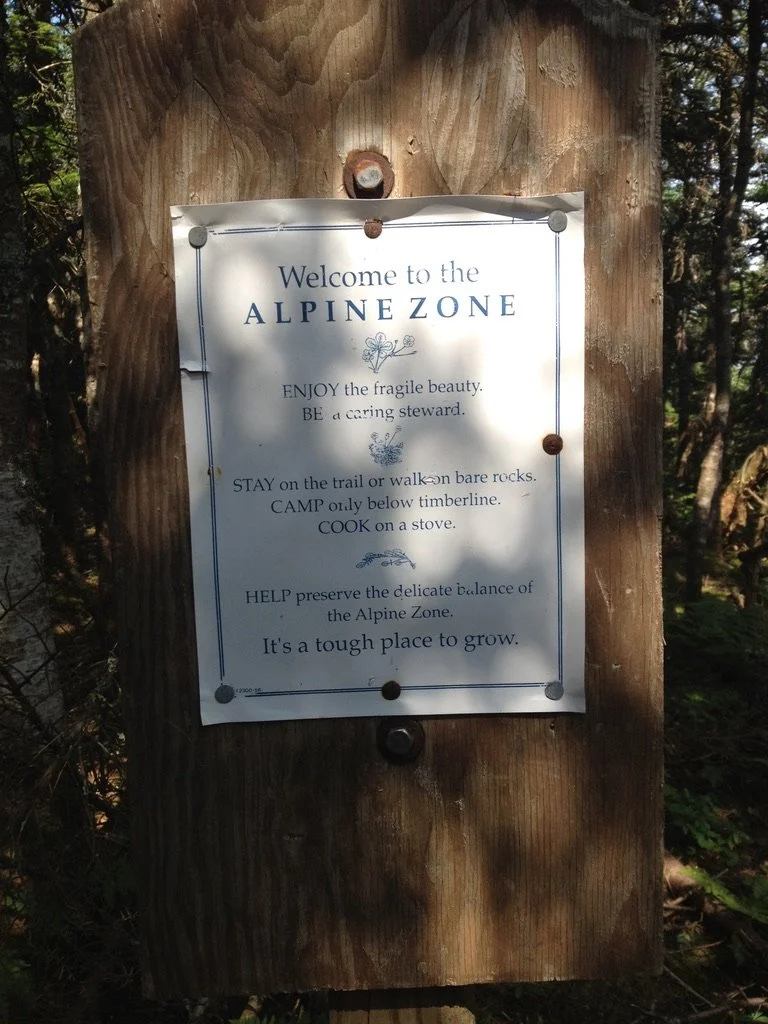 Welcome to the
ALPINE ZONE
ENJOY the fragile beauty.
BE a caring steward.
STAY on the trail or walk on bare rocks.
CAMP only below timberline.
COOK on a stove.
HELP preserve the delicate balance of
the Alpine Zone.
It's a tough place to grow.